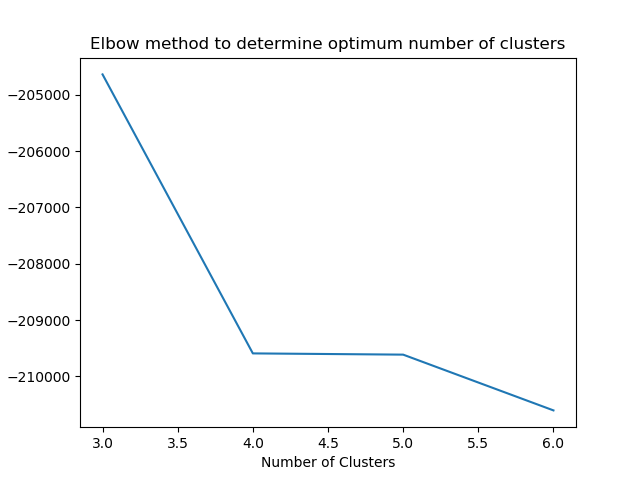 Elbow method to determine optimum number of clusters
−205000
−206000
−207000
−208000
−209000
−210000
3.0 3.5 4.0 4.5 5.0 5.5 6.0
Number of Clusters